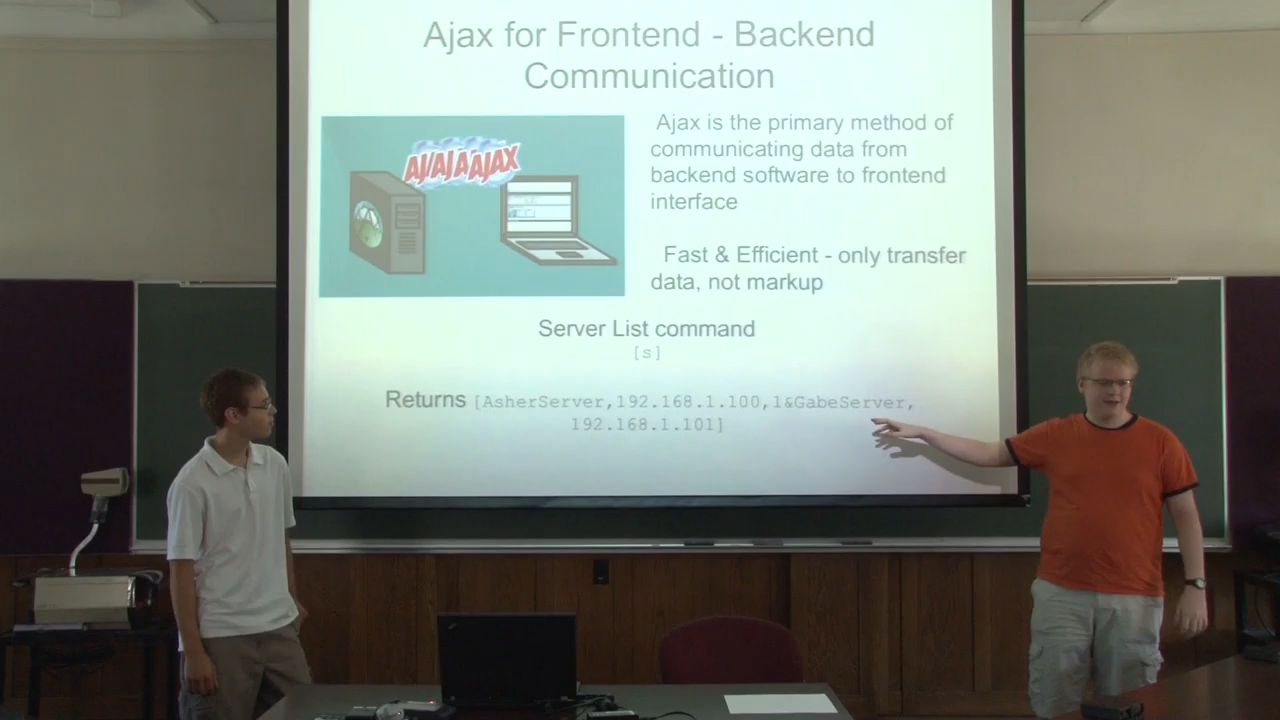 Ajax for Frontend - Backend
Communication
AJAJAAJAX
Ajax is the primary method of
communicating data from
backend software to frontend
interface
Fast & Efficient - only transfer
data, not markup
Server List command
[s]
Returns [AsherServer,192.168.1.100,1&GabeServer,
192.168.1.101]